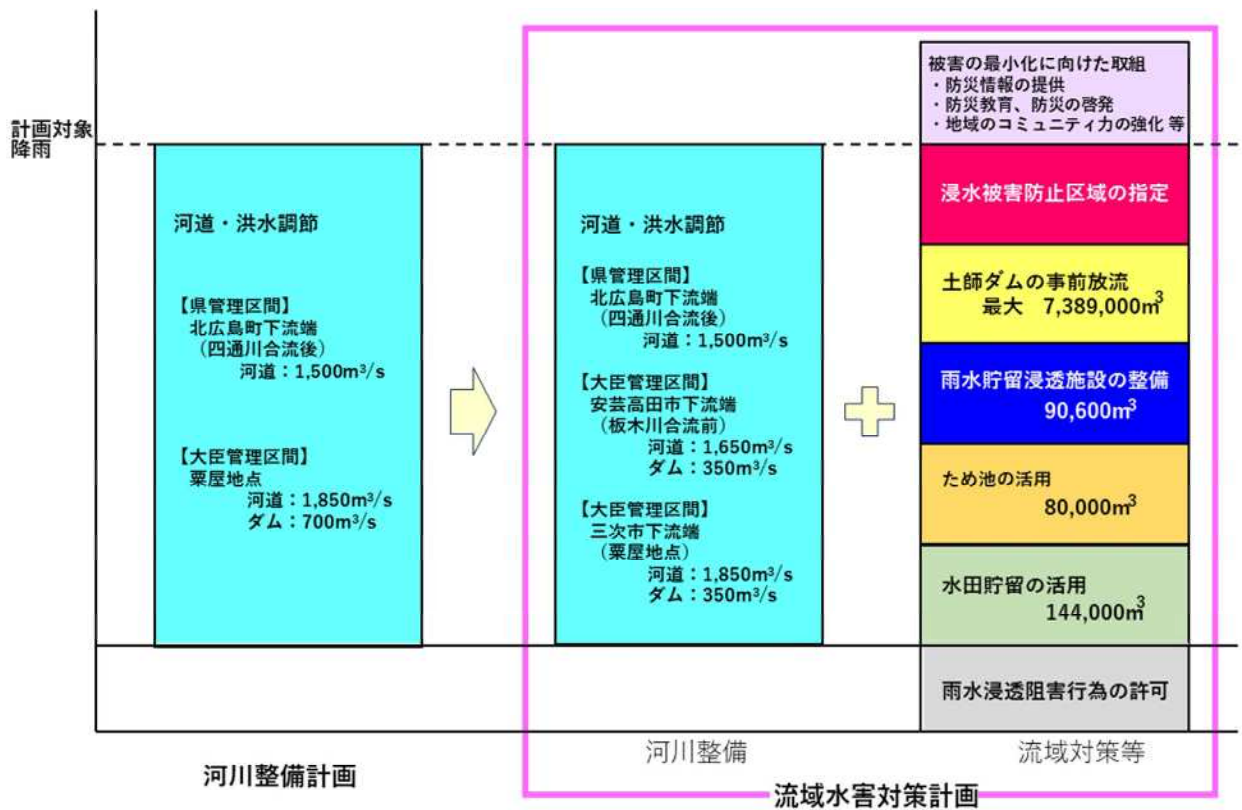 計画対象
降雨
河道・洪水調節
【県管理区間】
北広島町下流端
(四通川合流後)
河道：1,500m³/s
【大臣管理区間】
粟屋地点
河道：1,850m³/s
ダム：700m³/s
河川整備計画
河道・洪水調節
【県管理区間】
北広島町下流端
(四通川合流後)
河道：1,500m³/s
【大臣管理区間】
安芸高田市下流端
(板木川合流前)
河道：1,650m³/s
ダム：350m³/s
【大臣管理区間】
三次市下流端
(粟屋地点)
河道：1,850m³/s
ダム：350m³/s
河川整備
被害の最小化に向けた取組
・防災情報の提供
・防災教育、防災の啓発
・地域のコミュニティ力の強化 等
浸水被害防止区域の指定
土師ダムの事前放流
最大 7,389,000m³
雨水貯留浸透施設の整備
90,600m³
ため池の活用
80,000m³
水田貯留の活用
144,000m³
雨水浸透阻害行為の許可
流域対策等
流域水害対策計画